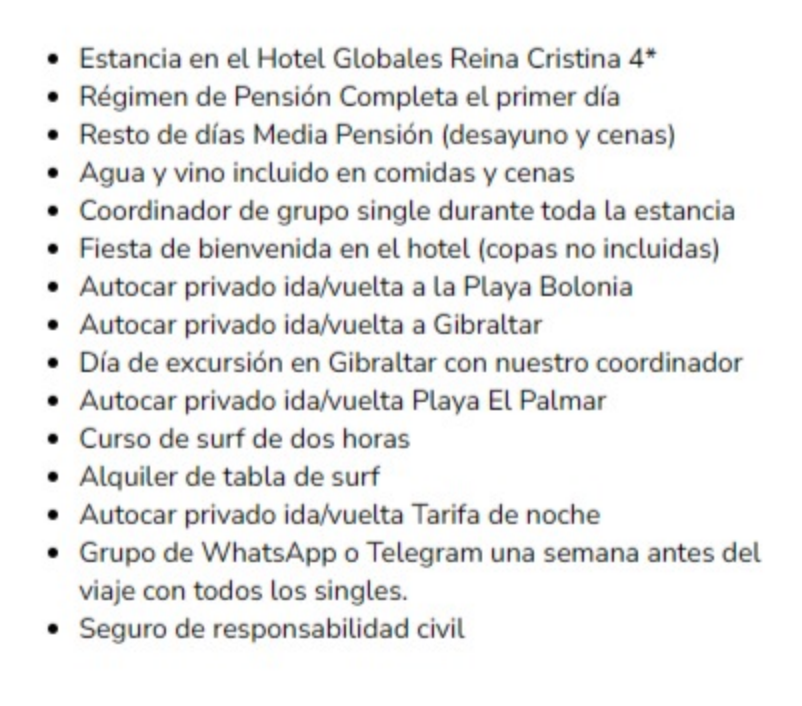 • Estancia en el Hotel Globales Reina Cristina 4*
• Régimen de Pensión Completa el primer día
• Resto de días Media Pensión (desayuno y cenas)
• Agua y vino incluido en comidas y cenas
• Coordinador de grupo single durante toda la estancia
• Fiesta de bienvenida en el hotel (copas no incluidas)
• Autocar privado ida/vuelta a la Playa Bolonia
• Autocar privado ida/vuelta a Gibraltar
• Día de excursión en Gibraltar con nuestro coordinador
• Autocar privado ida/vuelta Playa El Palmar
• Curso de surf de dos horas
• Alquiler de tabla de surf
• Autocar privado ida/vuelta Tarifa de noche
• Grupo de WhatsApp o Telegram una semana antes del
viaje con todos los singles.
• Seguro de responsabilidad civil